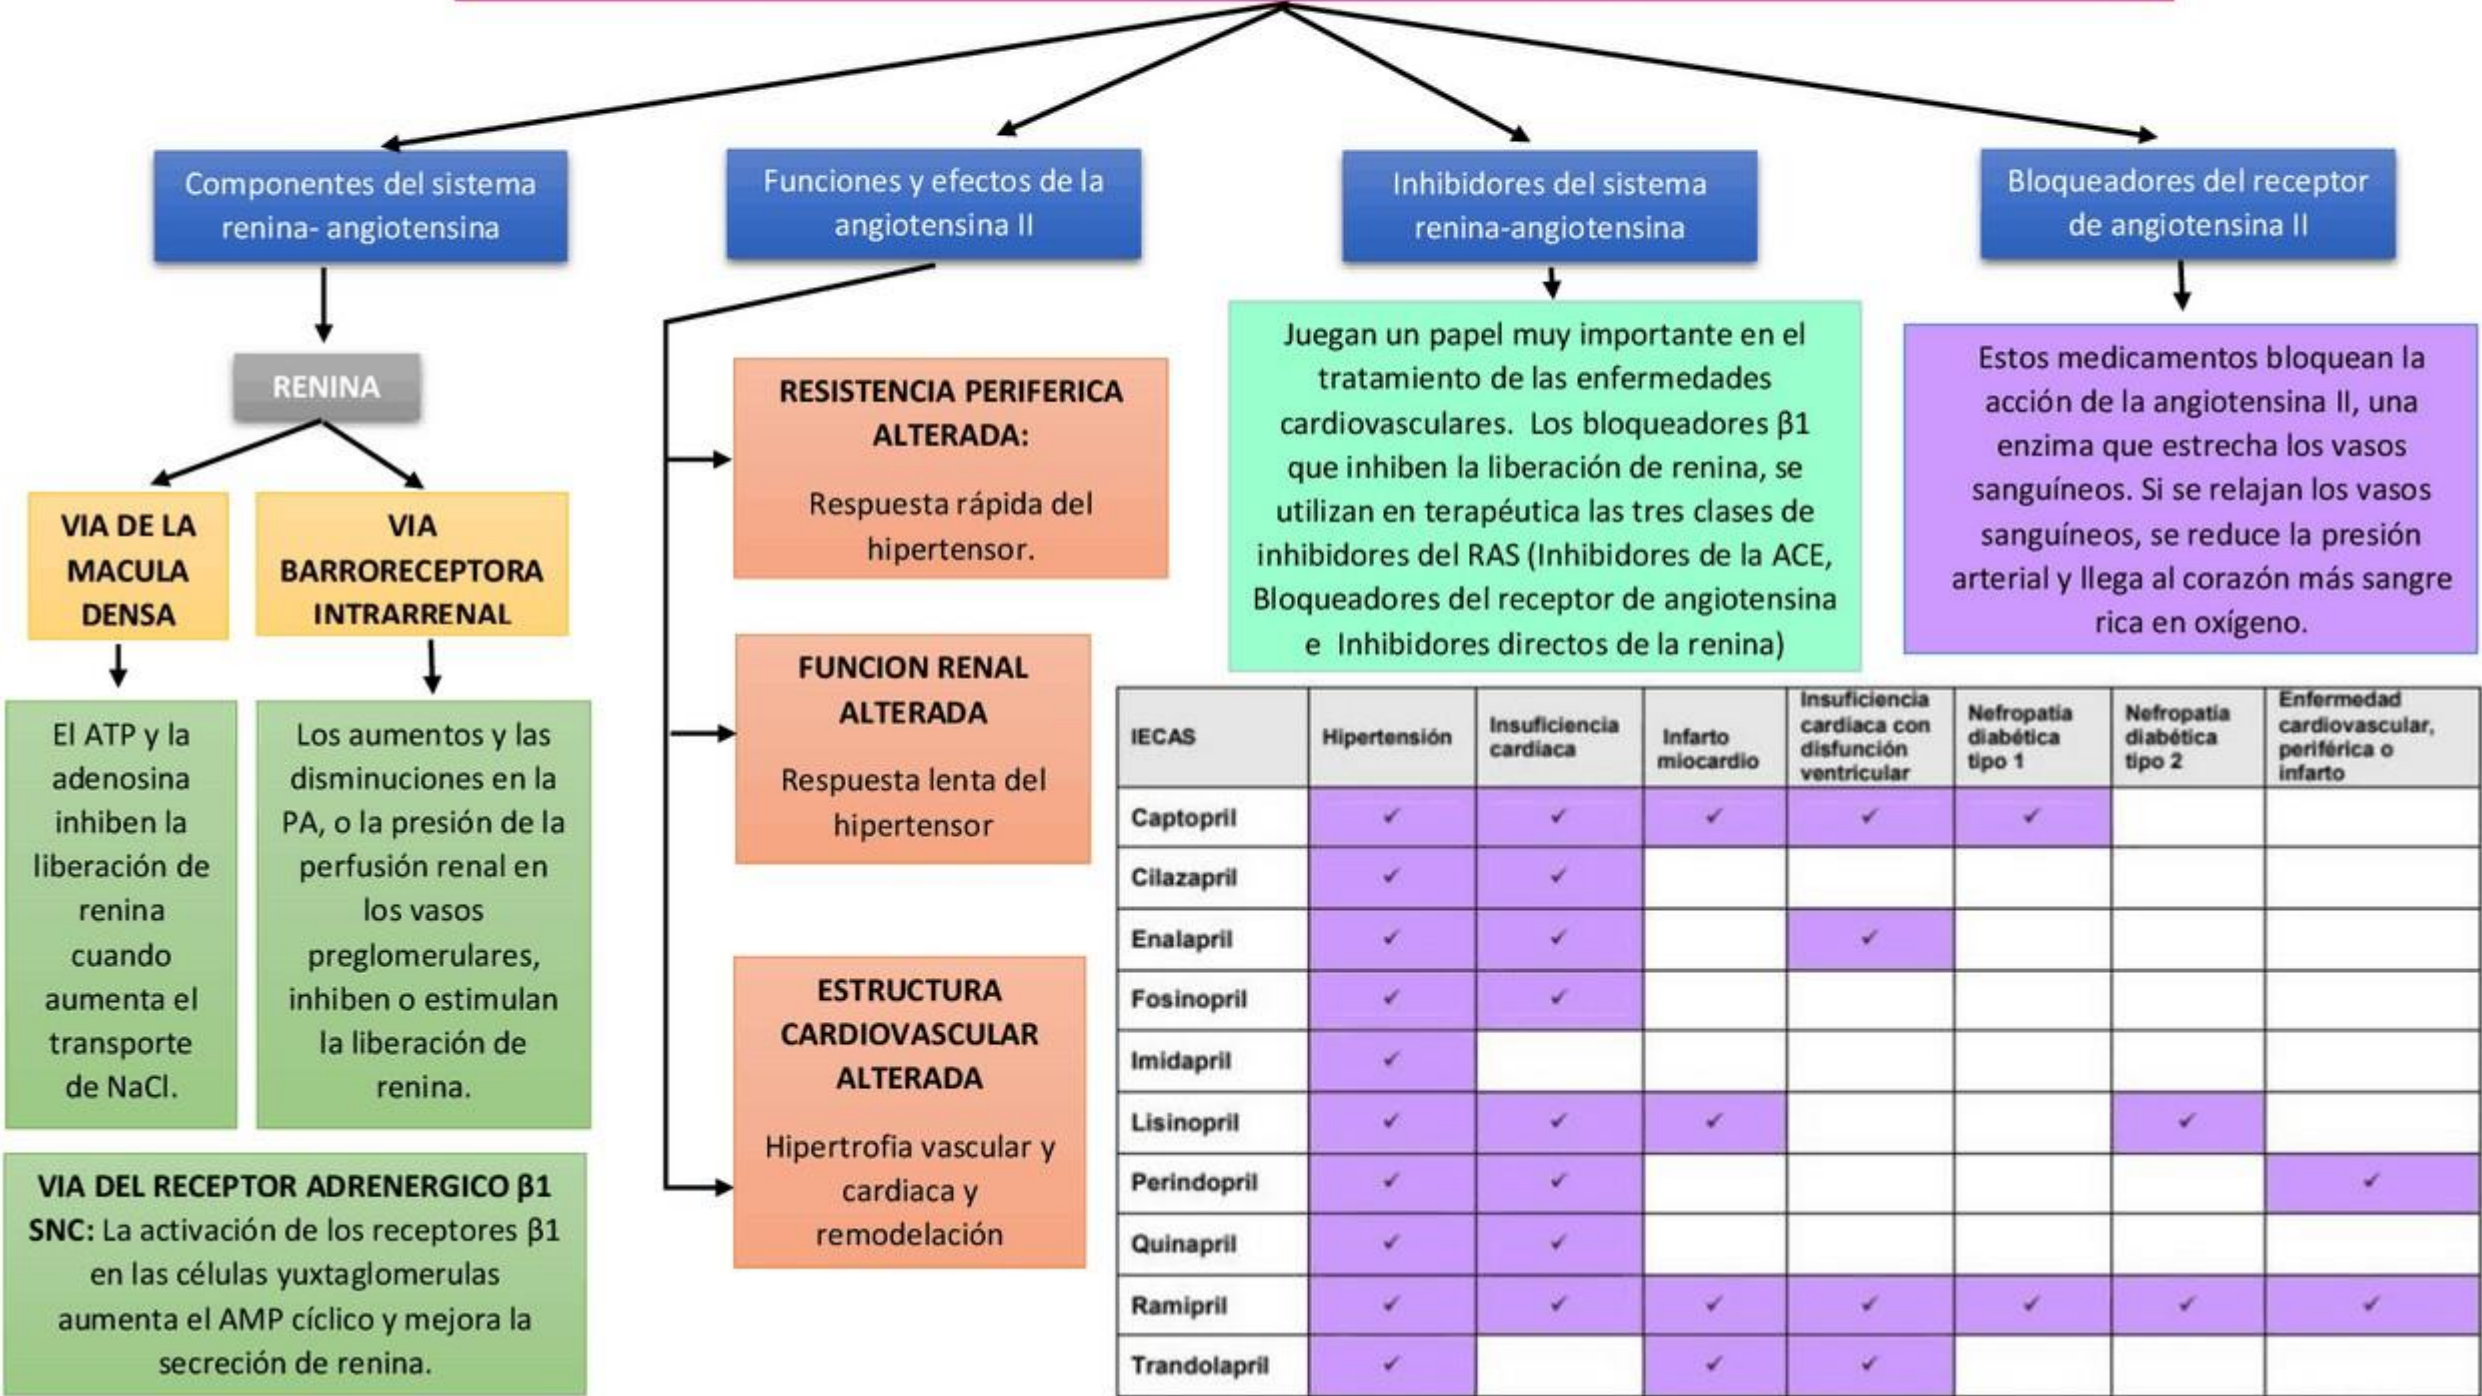 Componentes del sistema
renina- angiotensina
RENINA
VIA DE LA
MACULA
DENSA
El ATP y la
adenosina
inhiben la
liberación de
renina
cuando
aumenta el
transporte
de NaCl.
VIA
BARRORECEPTORA
INTRARRENAL
Los aumentos y las
disminuciones en la
PA, o la presión de la
perfusión renal en
los vasos
preglomerulares,
inhiben o estimulan
la liberación de
renina.
VIA DEL RECEPTOR ADRENERGICO β1
SNC: La activación de los receptores β1
en las células yuxtaglomerulas
aumenta el AMP cíclico y mejora la
secreción de renina.
Funciones y efectos de la
angiotensina II
RESISTENCIA PERIFERICA
ALTERADA:
Respuesta rápida del
hipertensor.
FUNCION RENAL
ALTERADA
Respuesta lenta del
hipertensor
ESTRUCTURA
CARDIOVASCULAR
ALTERADA
Hipertrofia vascular y
cardiaca y
remodelación
Inhibidores del sistema
renina-angiotensina
Juegan un papel muy importante en el
tratamiento de las enfermedades
cardiovasculares. Los bloqueadores β1
que inhiben la liberación de renina, se
utilizan en terapéutica las tres clases de
inhibidores del RAS (Inhibidores de la ACE,
Bloqueadores del receptor de angiotensina
e Inhibidores directos de la renina)
Bloqueadores del receptor
de angiotensina II
Estos medicamentos bloquean la
acción de la angiotensina II, una
enzima que estrecha los vasos
sanguíneos. Si se relajan los vasos
sanguíneos, se reduce la presión
arterial y llega al corazón más sangre
rica en oxígeno.
IECAS
Hipertensión
Insuficiencia
cardiaca
Infarto
miocardio
Insuficiencia
cardiaca con
disfunción
ventricular
Nefropatía
diabética
tipo 1
Nefropatía
diabética
tipo 2
Enfermedad
cardiovascular,
periférica o
infarto
Captopril ✓ ✓ ✓ ✓ ✓
Cilazapril ✓ ✓
Enalapril ✓ ✓ ✓
Fosinopril ✓ ✓
Imidapril ✓
Lisinopril ✓ ✓ ✓ ✓
Perindopril ✓ ✓ ✓
Quinapril ✓ ✓
Ramipril ✓ ✓ ✓ ✓ ✓ ✓ ✓
Trandolapril ✓ ✓ ✓